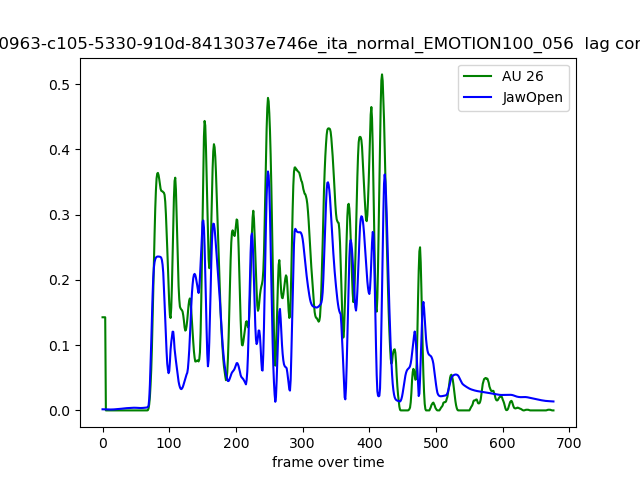 0963-c105-5330-910d-8413037e746e_ita_normal_EMOTION100_056 lag cor
AU 26
JawOpen
0.5
0.4
0.3
0.2
0.1
0.0
0 100 200 300 400 500 600 700
frame over time